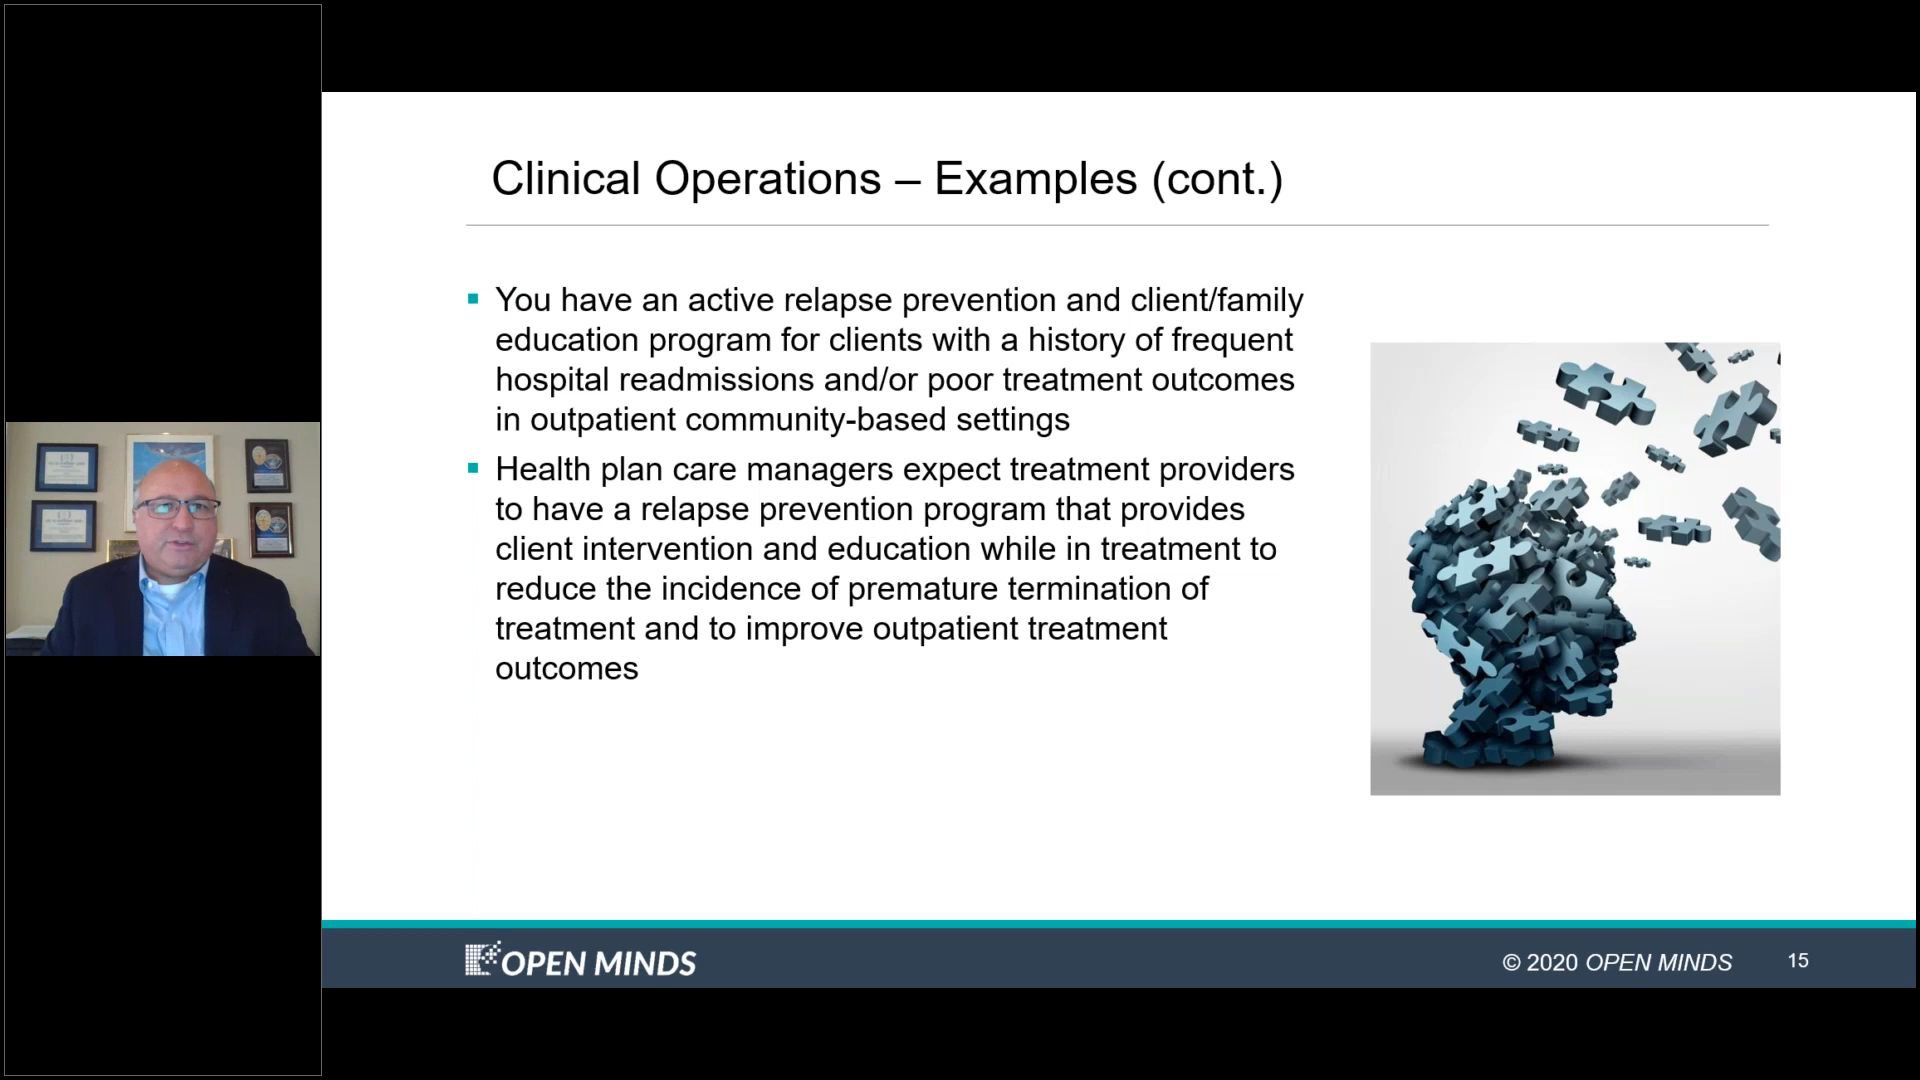 Clinical Operations – Examples (cont.)
▪ You have an active relapse prevention and client/family
education program for clients with a history of frequent
hospital readmissions and/or poor treatment outcomes
in outpatient community-based settings
▪ Health plan care managers expect treatment providers
to have a relapse prevention program that provides
client intervention and education while in treatment to
reduce the incidence of premature termination of
treatment and to improve outpatient treatment
outcomes
OPEN MINDS
© 2020 OPEN MINDS
15